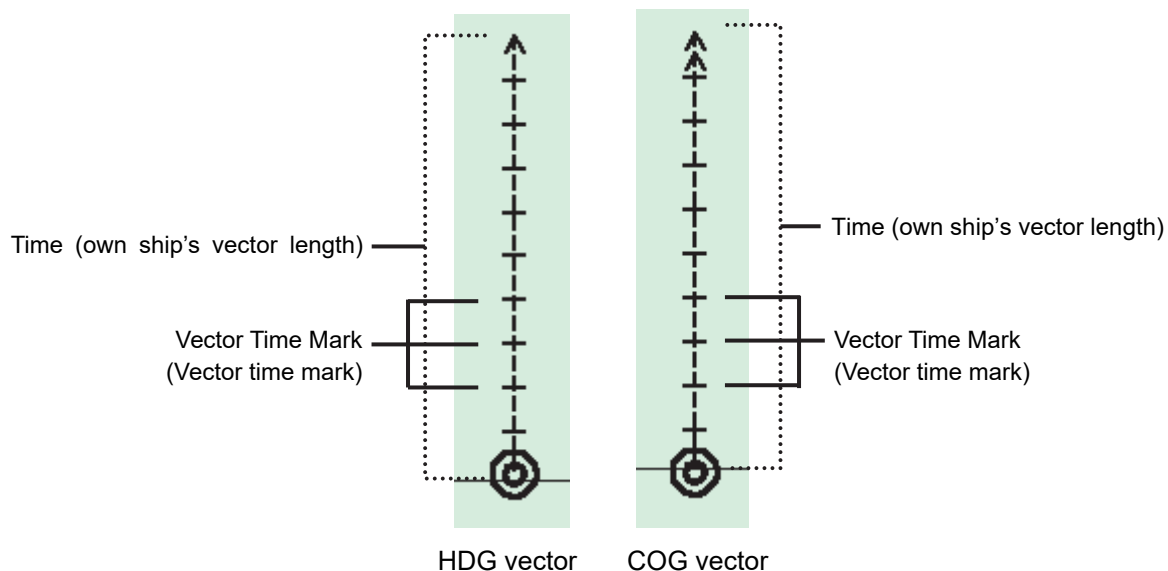 Time (own ship’s vector length)
Vector Time Mark
(Vector time mark)
Time (own ship’s vector length)
Vector Time Mark
(Vector time mark)
HDG vector
COG vector